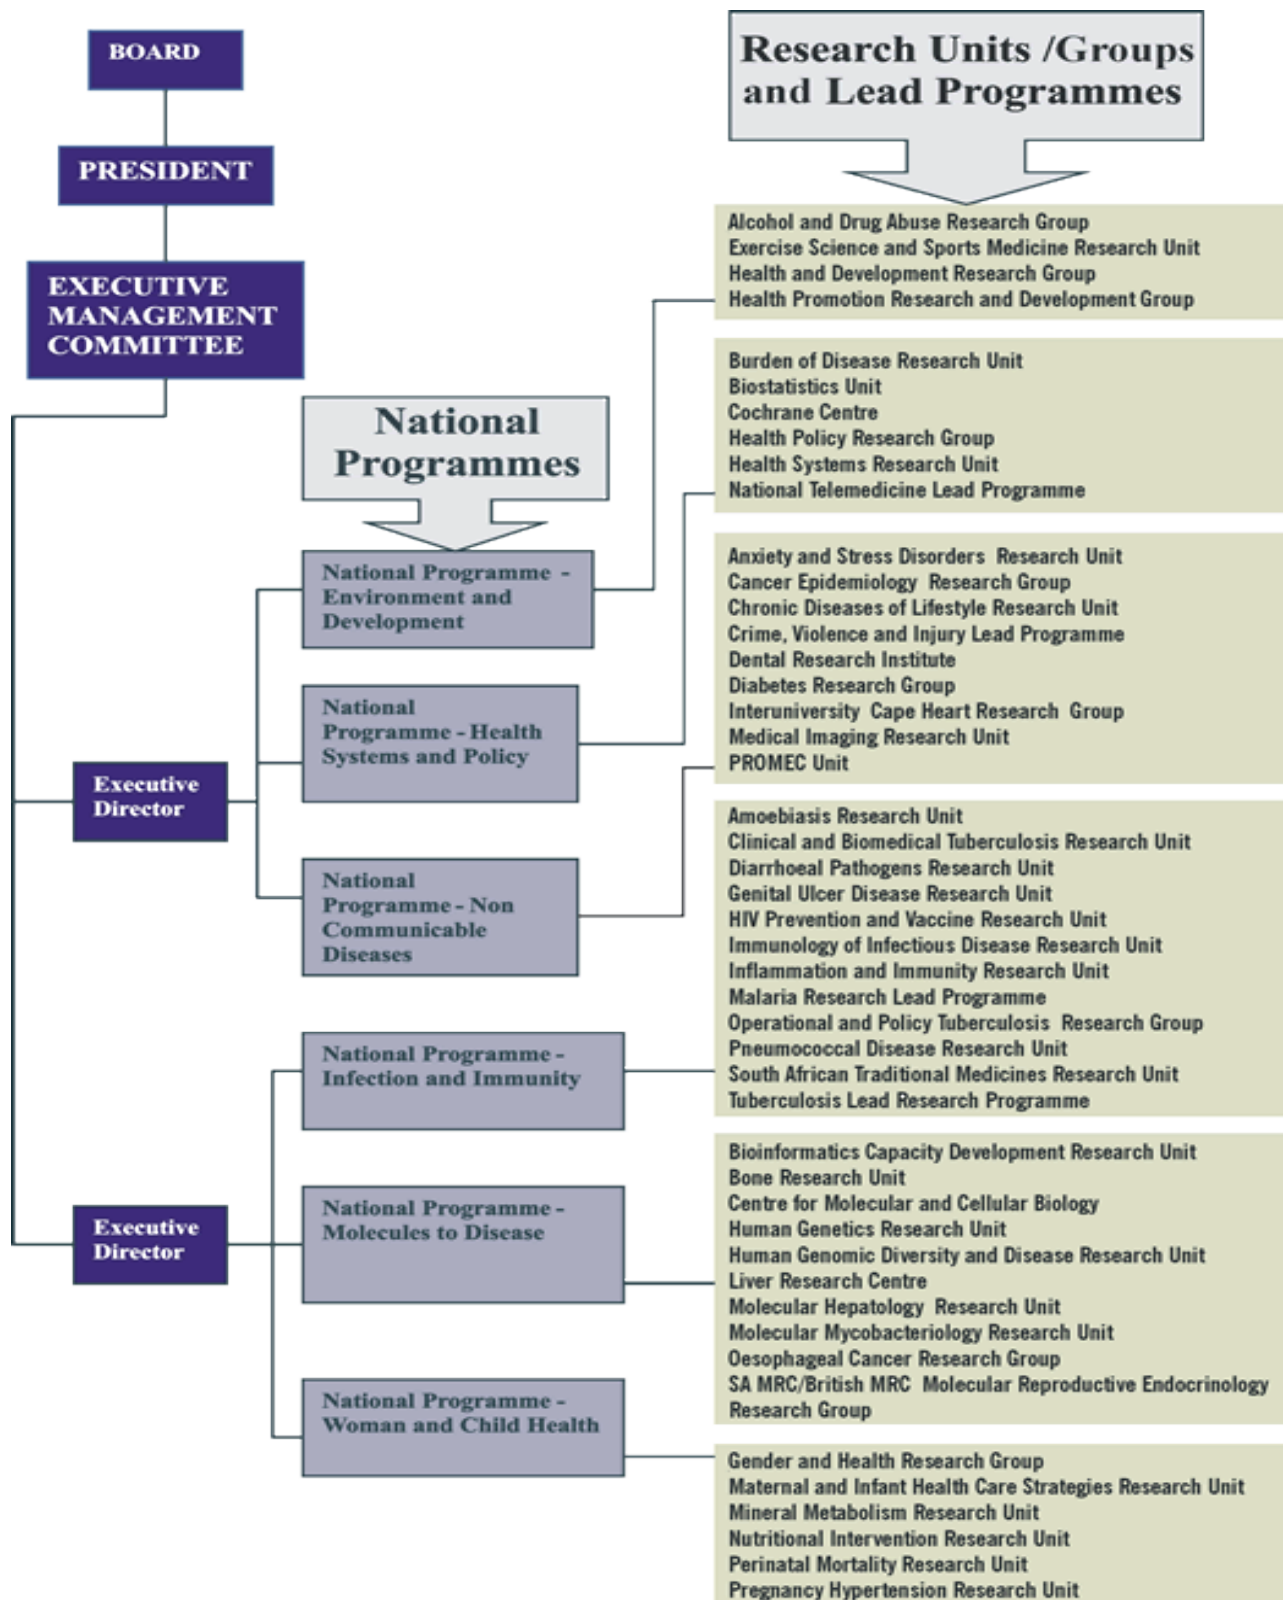 BOARD
PRESIDENT
EXECUTIVE
MANAGEMENT
COMMITTEE
Executive
Director
Executive
Director
National
Programmes
National Programme -
Environment and
Development
National
Programme - Health
Systems and Policy
National
Programme - Non
Communicable
Diseases
National Programme -
Infection and Immunity
National Programme -
Molecules to Disease
National Programme -
Woman and Child Health
Research Units /Groups
and Lead Programmes
Alcohol and Drug Abuse Research Group
Exercise Science and Sports Medicine Research Unit
Health and Development Research Group
Health Promotion Research and Development Group
Burden of Disease Research Unit
Biostatistics Unit
Cochrane Centre
Health Policy Research Group
Health Systems Research Unit
National Telemedicine Lead Programme
Anxiety and Stress Disorders Research Unit
Cancer Epidemiology Research Group
Chronic Diseases of Lifestyle Research Unit
Crime, Violence and Injury Lead Programme
Dental Research Institute
Diabetes Research Group
Interuniversity Cape Heart Research Group
Medical Imaging Research Unit
PROMEC Unit
Amoebiasis Research Unit
Clinical and Biomedical Tuberculosis Research Unit
Diarrhoeal Pathogens Research Unit
Genital Ulcer Disease Research Unit
HIV Prevention and Vaccine Research Unit
Immunology of Infectious Disease Research Unit
Inflammation and Immunity Research Unit
Malaria Research Lead Programme
Operational and Policy Tuberculosis Research Group
Pneumococcal Disease Research Unit
South African Traditional Medicines Research Unit
Tuberculosis Lead Research Programme
Bioinformatics Capacity Development Research Unit
Bone Research Unit
Centre for Molecular and Cellular Biology
Human Genetics Research Unit
Human Genomic Diversity and Disease Research Unit
Liver Research Centre
Molecular Hepatology Research Unit
Molecular Mycobacteriology Research Unit
Oesophageal Cancer Research Group
SA MRC/British MRC Molecular Reproductive Endocrinology
Research Group
Gender and Health Research Group
Maternal and Infant Health Care Strategies Research Unit
Mineral Metabolism Research Unit
Nutritional Intervention Research Unit
Perinatal Mortality Research Unit
Pregnancy Hypertension Research Unit